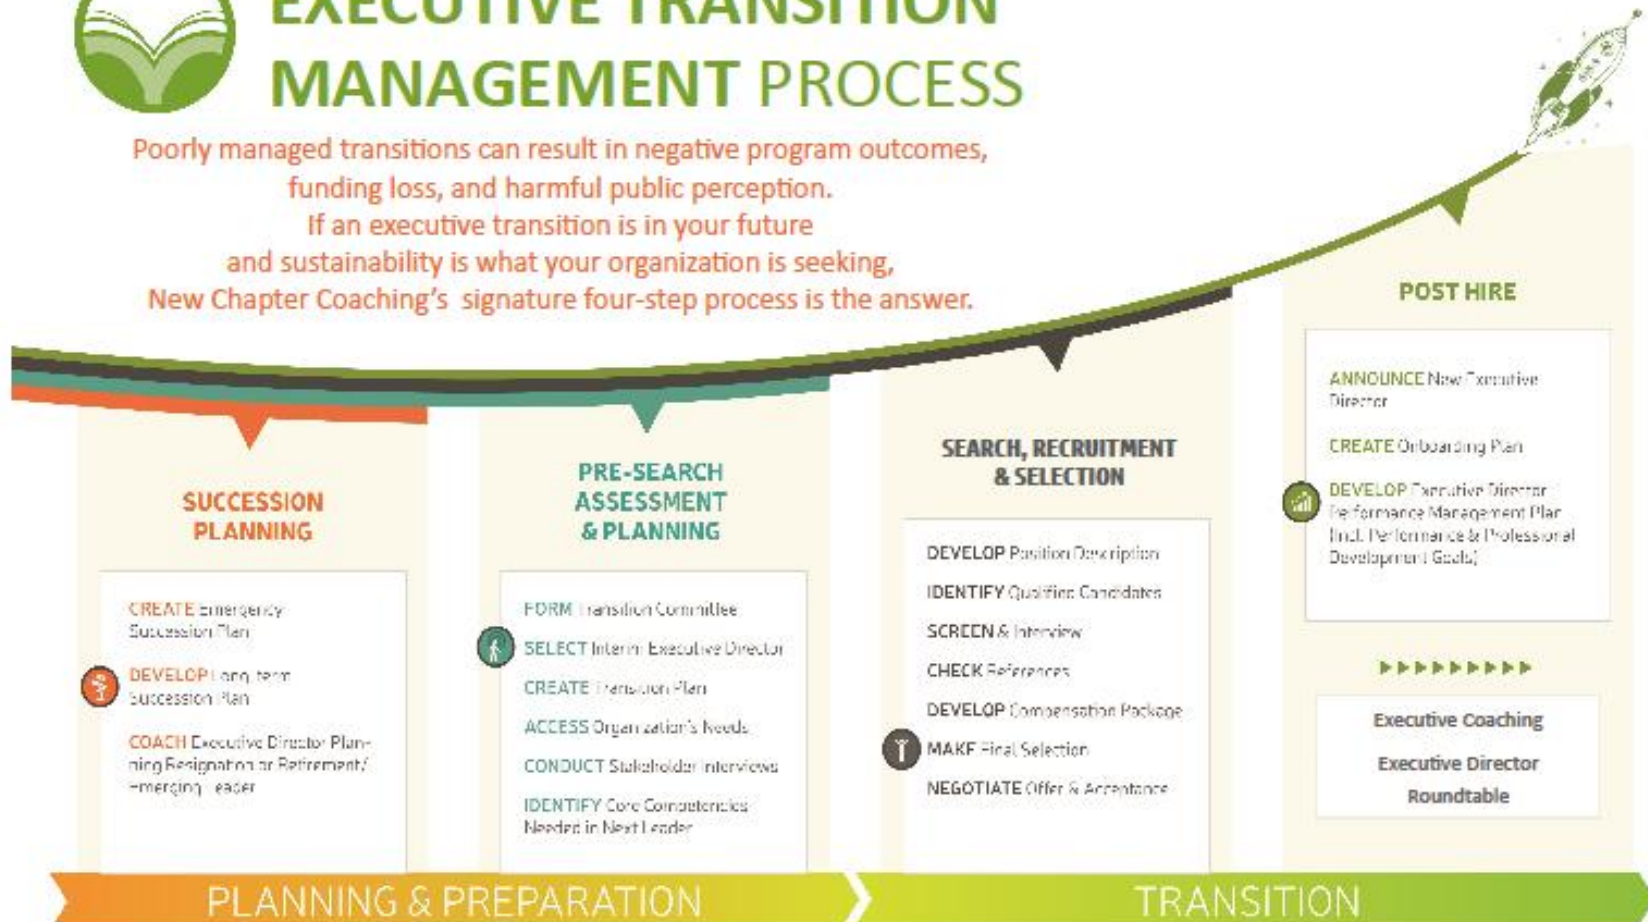 EXECUTIVE TRANSITION
MANAGEMENT PROCESS
Poorly managed transitions can result in negative program outcomes,
funding loss, and harmful public perception.
If an executive transition is in your future
and sustainability is what your organization is seeking,
New Chapter Coaching's signature four-step process is the answer.
SUCCESSION
PLANNING
CREATE Emergency
Succession Plan
DEVELOP Long-term
Succession Plan
COACH Executive Director Plan-
ning Resignation or Retirement/
Emerging Leader
PRE-SEARCH
ASSESSMENT
& PLANNING
FORM Transition Committee
SELECT Interim Executive Director
CREATE Transition Plan
ACCESS Organization's Needs
CONDUCT Stakeholder Interviews
IDENTIFY Core Competencies
Needed in Next Leader
SEARCH, RECRUITMENT
& SELECTION
DEVELOP Position Description
IDENTIFY Qualified Candidates
SCREEN & Interview
CHECK References
DEVELOP Compensation Package
MAKE Final Selection
NEGOTIATE Offer & Acceptance
POST HIRE
ANNOUNCE New Executive
Director
CREATE Onboarding Plan
DEVELOP Executive Director
Performance Management Plan
(Incl. Performance & Professional
Development Goals)
Executive Coaching
Executive Director
Roundtable
PLANNING & PREPARATION
TRANSITION